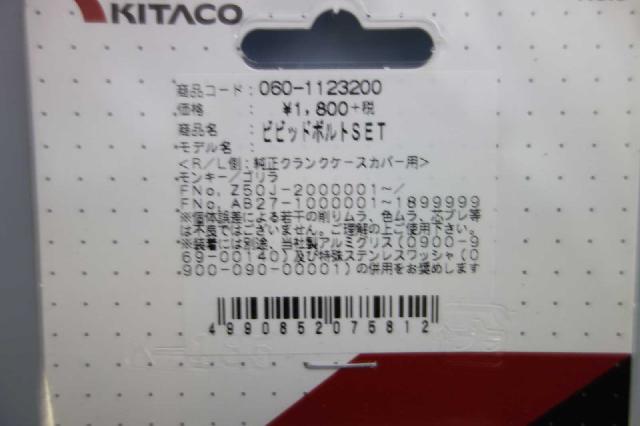 KITACO
商品コード：060-1123200
価格：¥1,800+税
商品名：ビビッドボルトSET
モデル名：
＜R/L側：純正クランクケースカバー用＞
モンキー/ゴリラ
FNo. Z50J-2000001～/
FNo. AB27-1000001～1899999
※個体誤差による若干の削りムラ、色ムラ、芯ブレ等
は不良ではございません。ご理解の上ご使用下さい。
※装着には別途、当社製アルミグリス(0900-9
69-00140)及び特殊ステンレスワッシャ(0
900-090-00001)の併用をお奨めします
4990852075812